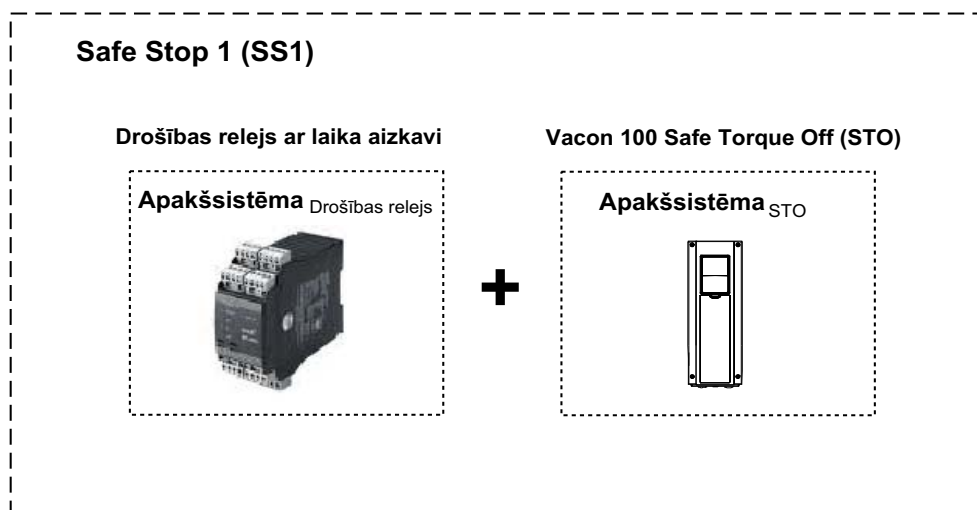 Safe Stop 1 (SS1)
Drošības relejs ar laika aizkavi
Vacon 100 Safe Torque Off (STO)
Apakšsistēma Drošības relejs
Apakšsistēma STO
+